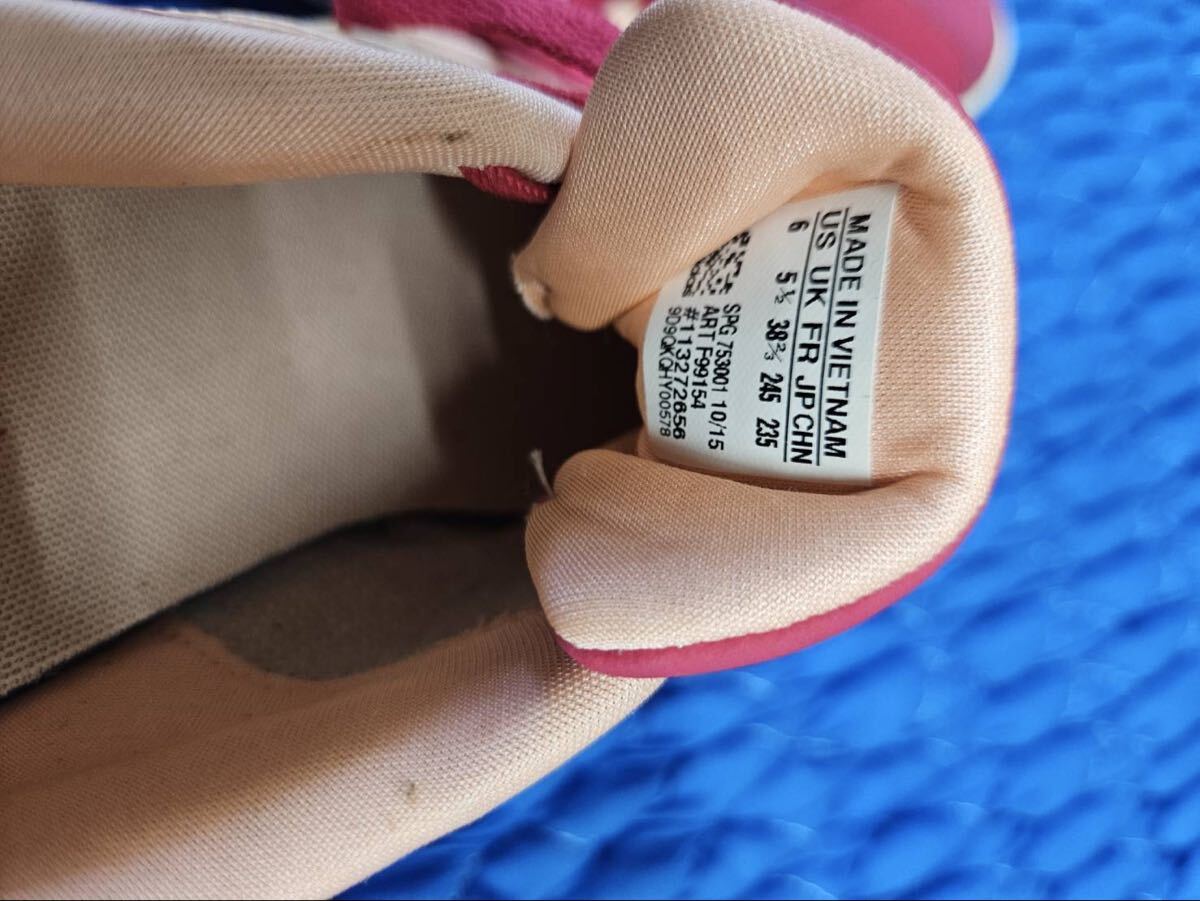 MADE IN VIETNAM
US UK FR JP CHN
6 5½ 38⅔ 245 235
SPG 753001 10/15
ART F99154
#113272656
9D9QKQHY00578